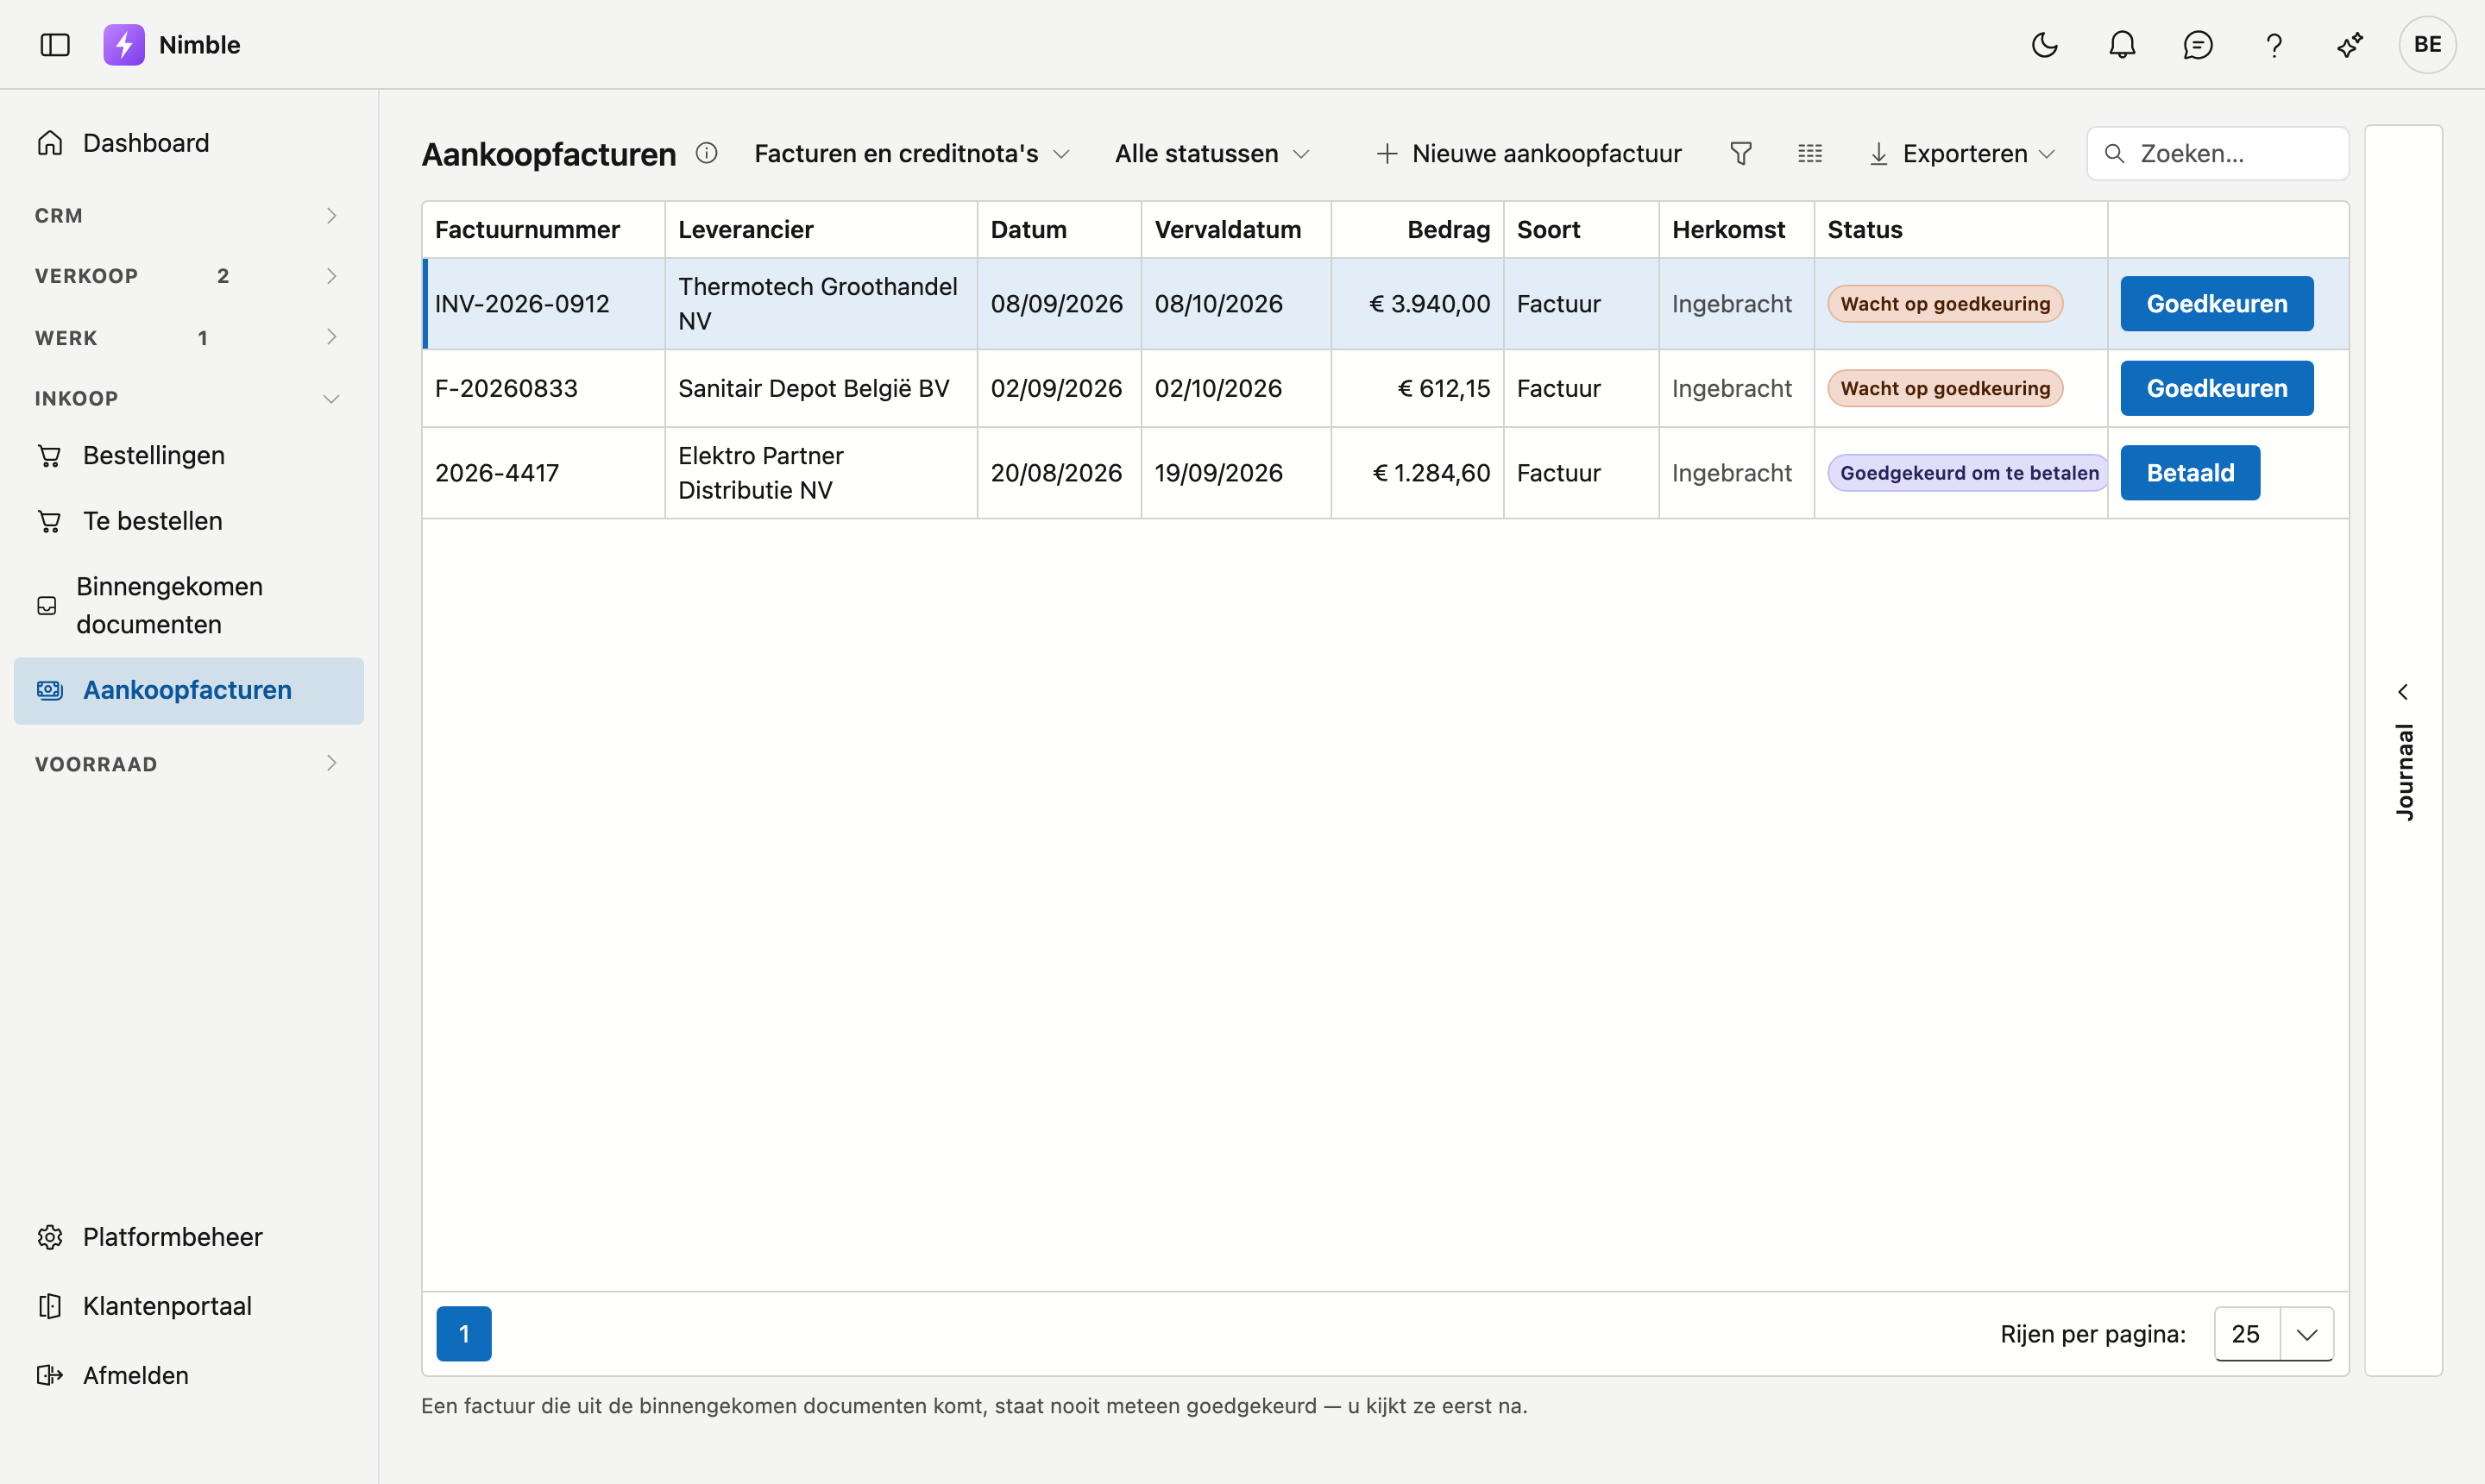 Nimble
BE
Dashboard
CRM
VERKOOP 2
WERK 1
INKOOP
Bestellingen
Te bestellen
Binnengekomen
documenten
Aankoopfacturen
VOORRAAD
Platformbeheer
Klantenportaal
Afmelden
Aankoopfacturen Facturen en creditnota's Alle statussen Nieuwe aankoopfactuur Exporteren Zoeken...
Factuurnummer Leverancier Datum Vervaldatum Bedrag Soort Herkomst Status
INV-2026-0912 Thermotech Groothandel NV 08/09/2026 08/10/2026 € 3.940,00 Factuur Ingebracht Wacht op goedkeuring Goedkeuren
F-20260833 Sanitair Depot België BV 02/09/2026 02/10/2026 € 612,15 Factuur Ingebracht Wacht op goedkeuring Goedkeuren
2026-4417 Elektro Partner Distributie NV 20/08/2026 19/09/2026 € 1.284,60 Factuur Ingebracht Goedgekeurd om te betalen Betaald
1 Rijen per pagina: 25
Een factuur die uit de binnengekomen documenten komt, staat nooit meteen goedgekeurd — u kijkt ze eerst na.
Journaal